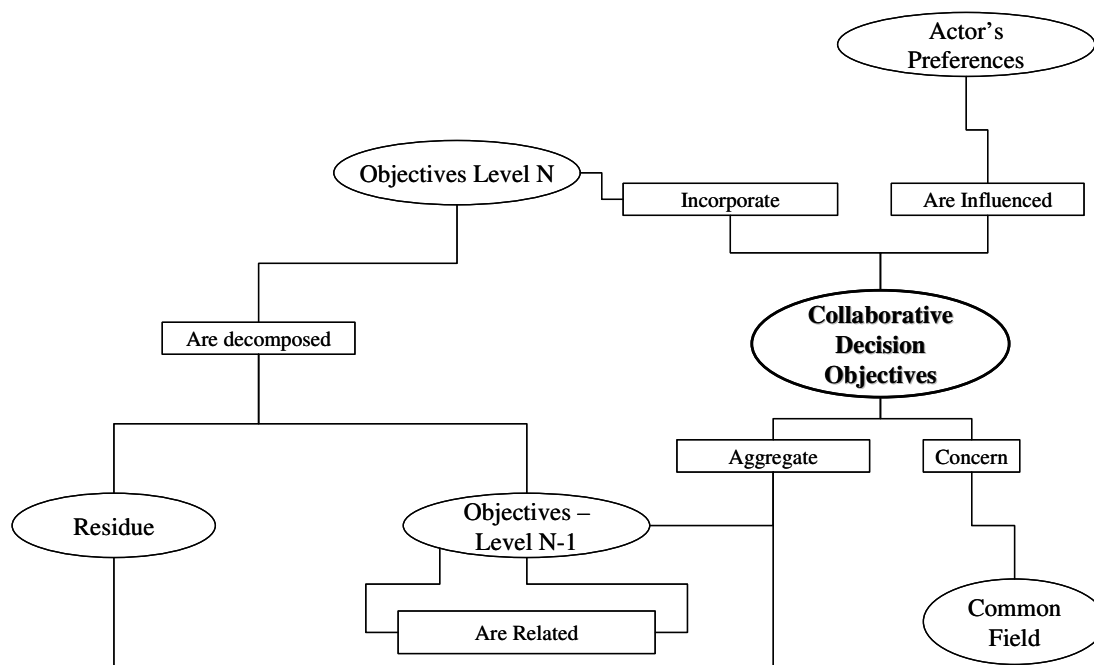 Actor’s
Preferences
Objectives Level N
Incorporate
Are Influenced
Are decomposed
Collaborative
Decision
Objectives
Aggregate
Concern
Residue
Objectives –
Level N-1
Are Related
Common
Field